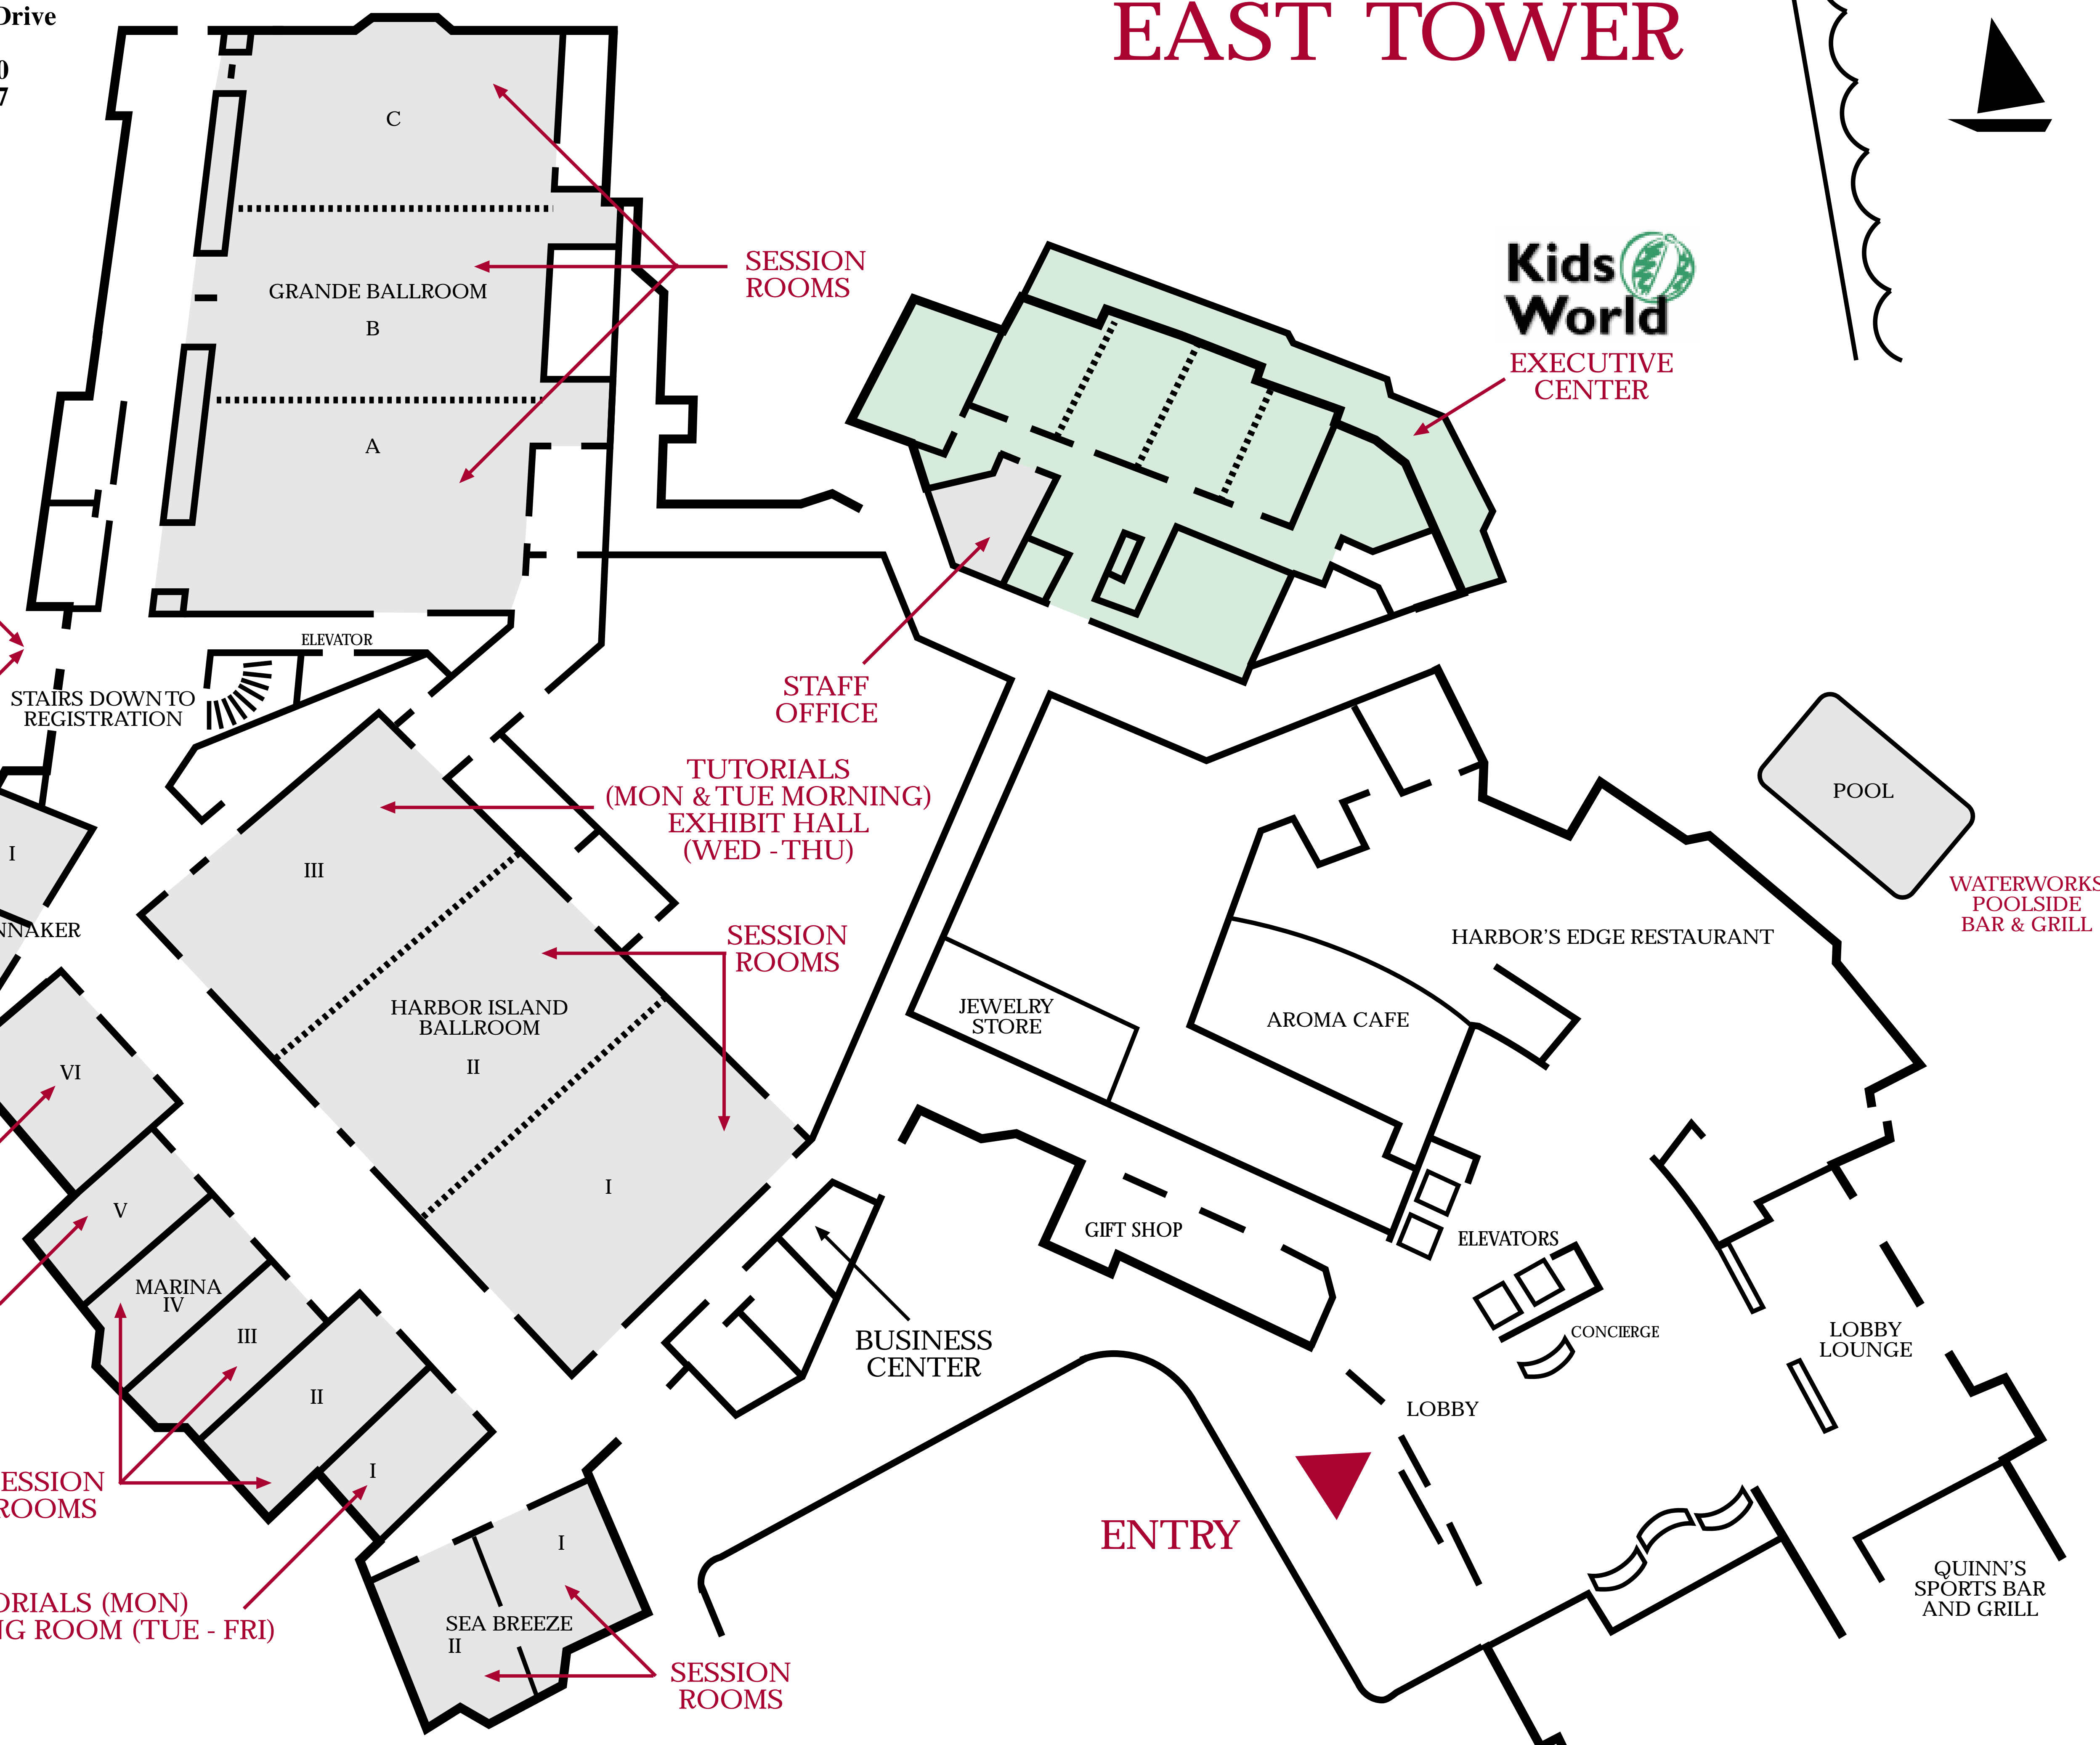 Drive
0
7
EAST TOWER
C
SESSION
ROOMS
GRANDE BALLROOM
B
A
Kids
World
EXECUTIVE
CENTER
ELEVATOR
STAIRS DOWN TO
REGISTRATION
STAFF
OFFICE
TUTORIALS
(MON & TUE MORNING)
EXHIBIT HALL
(WED - THU)
POOL
I
III
NNAKER
SESSION
ROOMS
WATERWORKS
POOLSIDE
BAR & GRILL
HARBOR'S EDGE RESTAURANT
HARBOR ISLAND
BALLROOM
II
JEWELRY
STORE
AROMA CAFE
VI
I
V
GIFT SHOP
ELEVATORS
MARINA
IV
III
BUSINESS
CENTER
CONCIERGE
LOBBY
LOUNGE
II
LOBBY
I
ESSION
ROOMS
ENTRY
I
QUINN'S
SPORTS BAR
AND GRILL
ORIALS (MON)
NG ROOM (TUE - FRI)
SEA BREEZE
II
SESSION
ROOMS